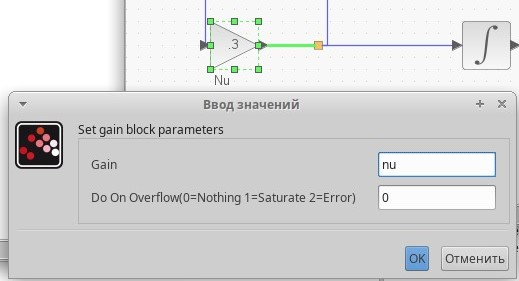 .3
∫
Nu
Ввод значений
Set gain block parameters
Gain
nu
Do On Overflow(0=Nothing 1=Saturate 2=Error)
0
OK
Отменить